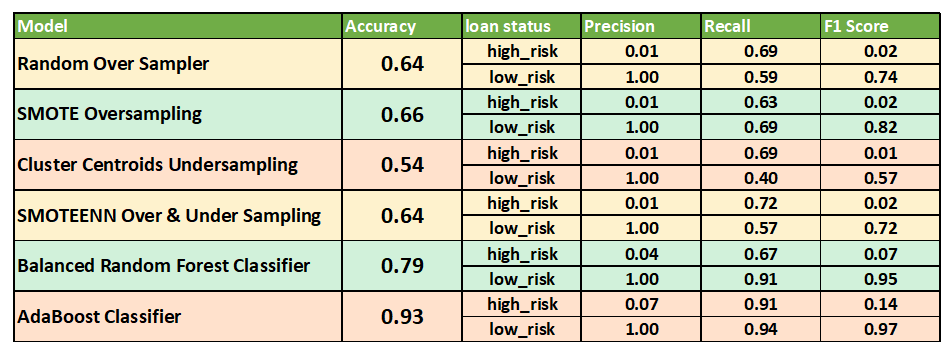 Model Accuracy loan status Precision Recall F1 Score
Random Over Sampler 0.64 high_risk 0.01 0.69 0.02
low_risk 1.00 0.59 0.74
SMOTE Oversampling 0.66 high_risk 0.01 0.63 0.02
low_risk 1.00 0.69 0.82
Cluster Centroids Undersampling 0.54 high_risk 0.01 0.69 0.01
low_risk 1.00 0.40 0.57
SMOTEENN Over & Under Sampling 0.64 high_risk 0.01 0.72 0.02
low_risk 1.00 0.57 0.72
Balanced Random Forest Classifier 0.79 high_risk 0.04 0.67 0.07
low_risk 1.00 0.91 0.95
AdaBoost Classifier 0.93 high_risk 0.07 0.91 0.14
low_risk 1.00 0.94 0.97